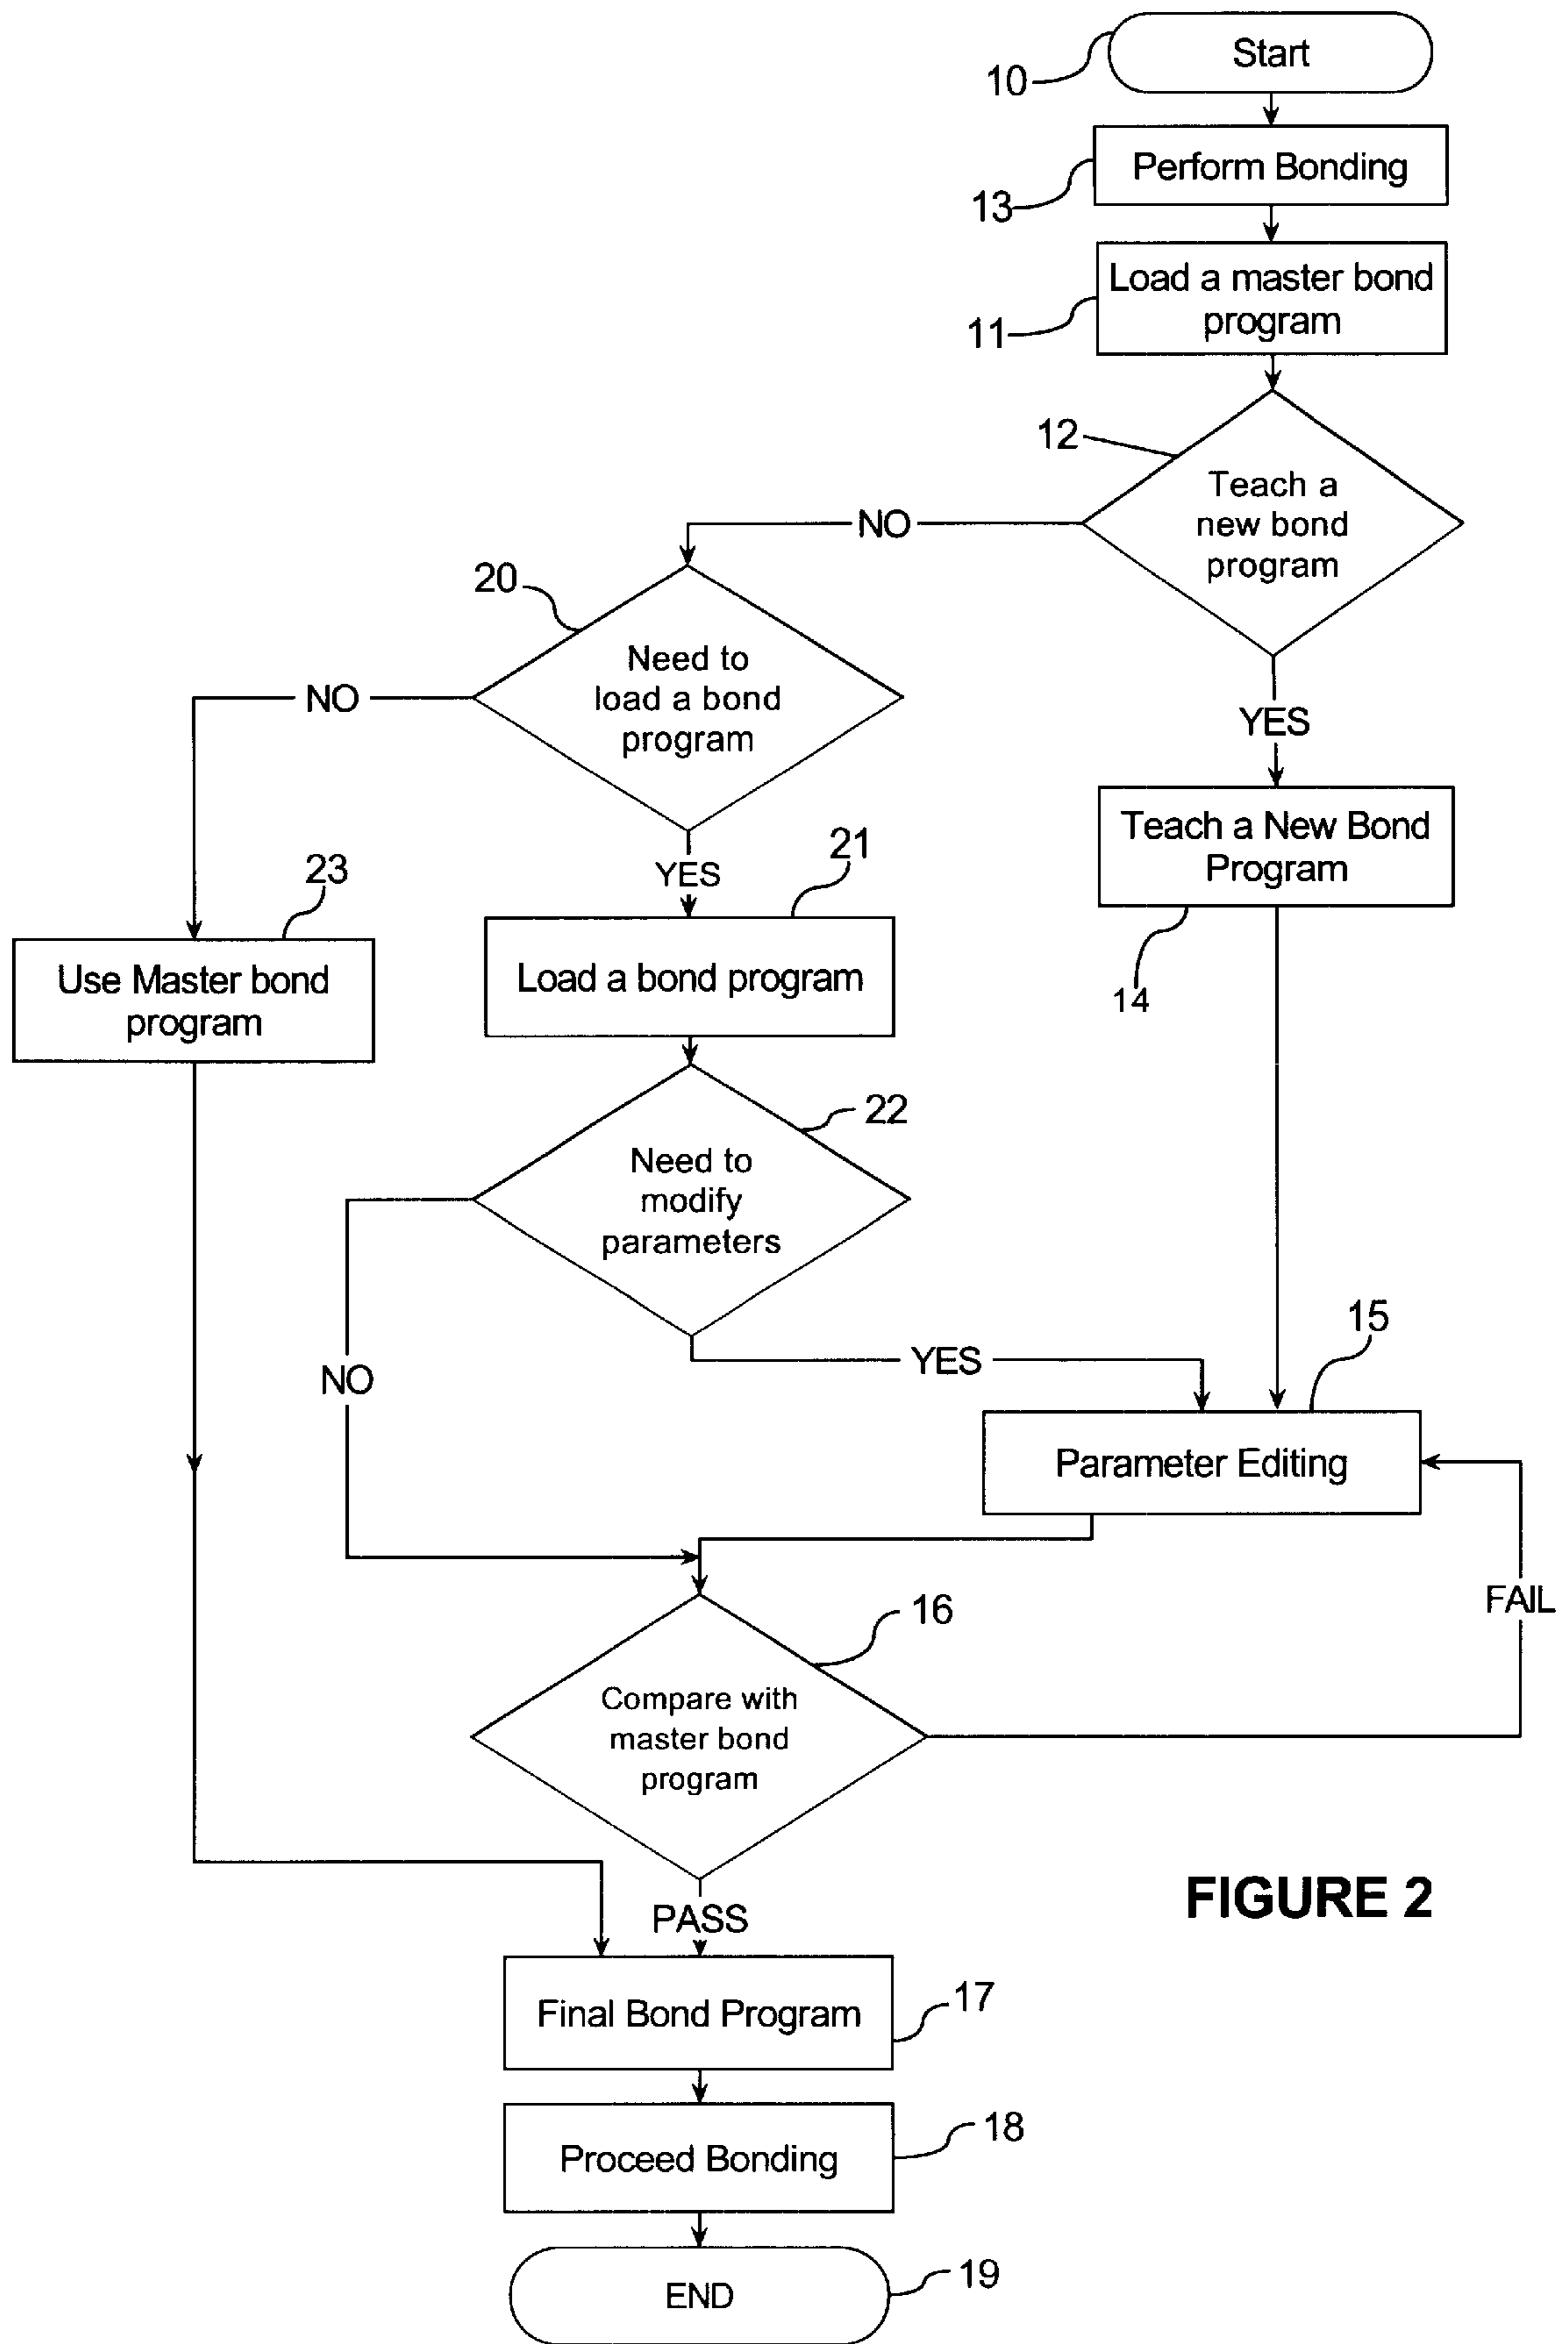 Start
10
Perform Bonding
13
Load a master bond
program
11
12
Teach a
new bond
program
NO
20
Need to
load a bond
program
NO
YES
YES
21
Teach a New Bond
Program
23
14
Use Master bond
program
Load a bond program
22
Need to
modify
parameters
15
YES
NO
Parameter Editing
16
FAIL
Compare with
master bond
program
FIGURE 2
PASS
17
Final Bond Program
18
Proceed Bonding
19
END